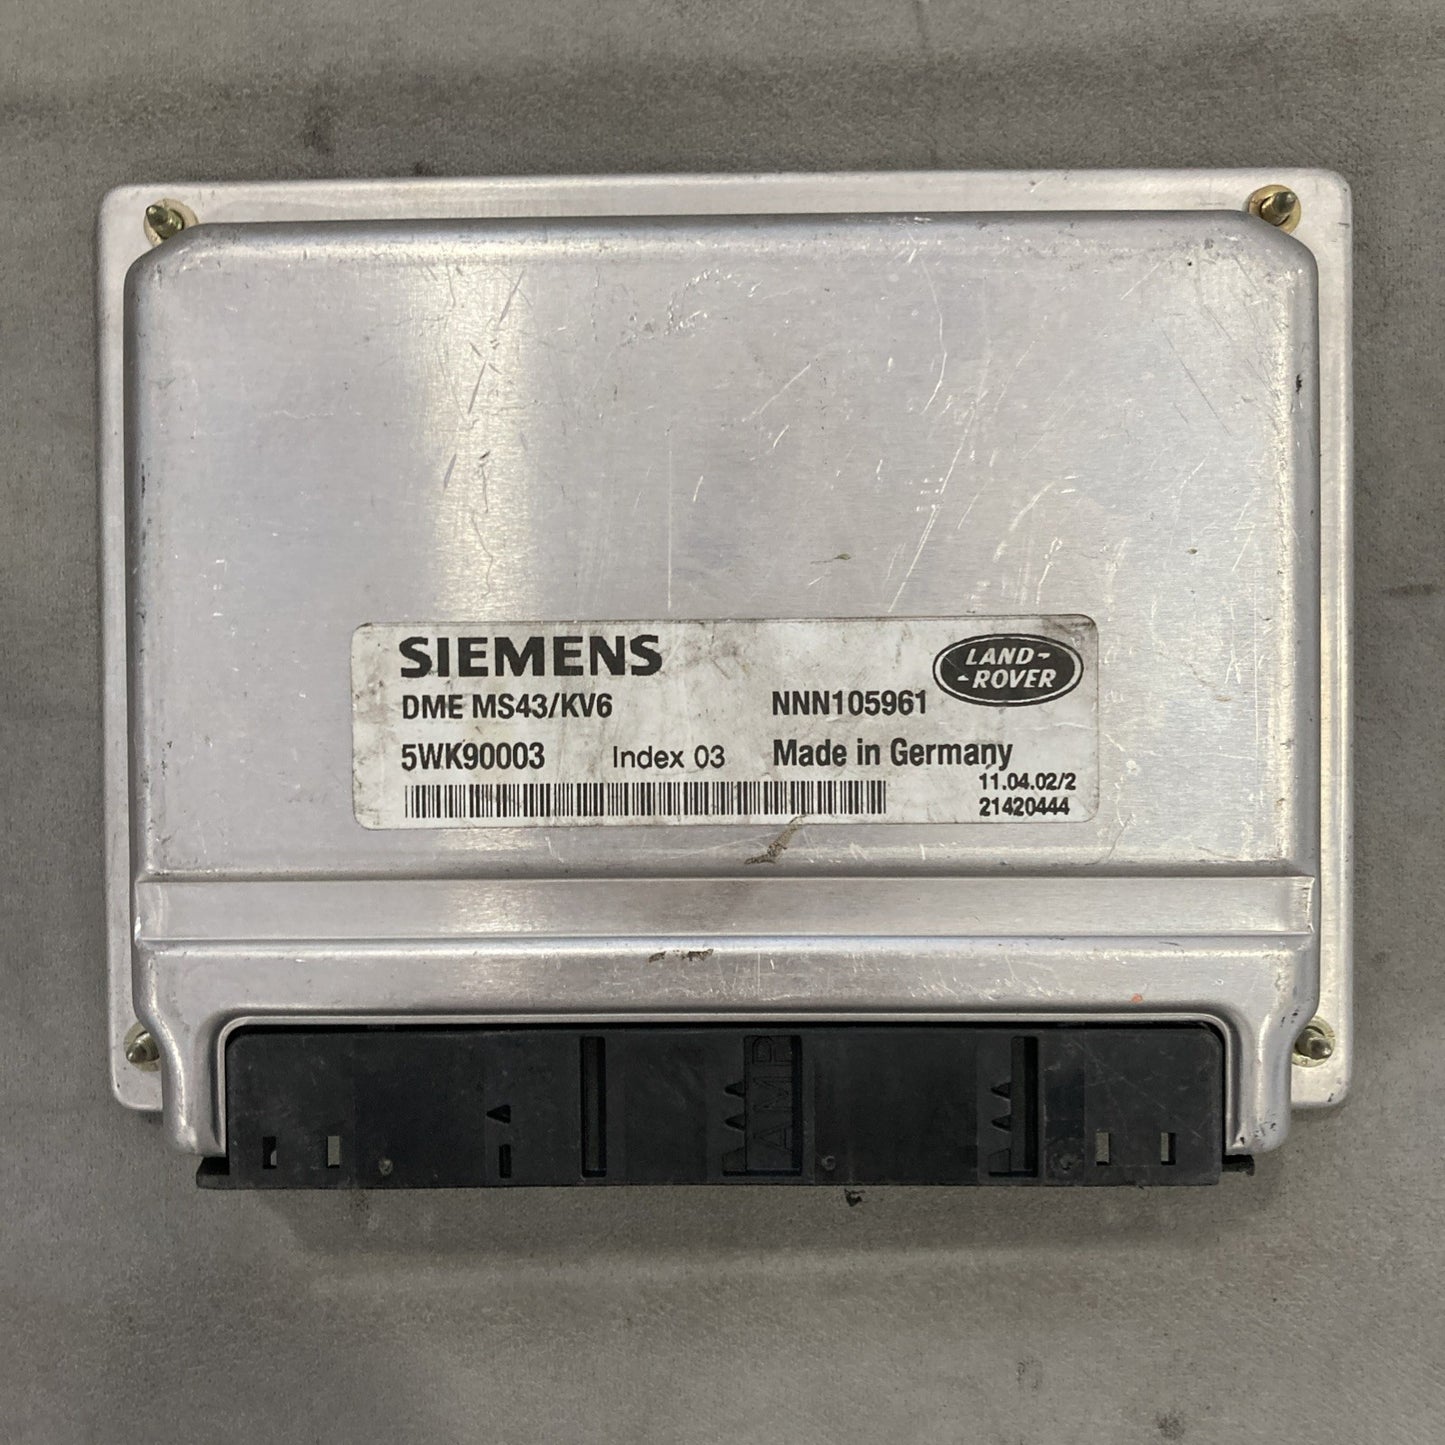 SIEMENS
LAND-
-ROVER
DME MS43/KV6 NNN105961
5WK90003 Index 03 Made in Germany
11.04.02/2
21420444
AMP